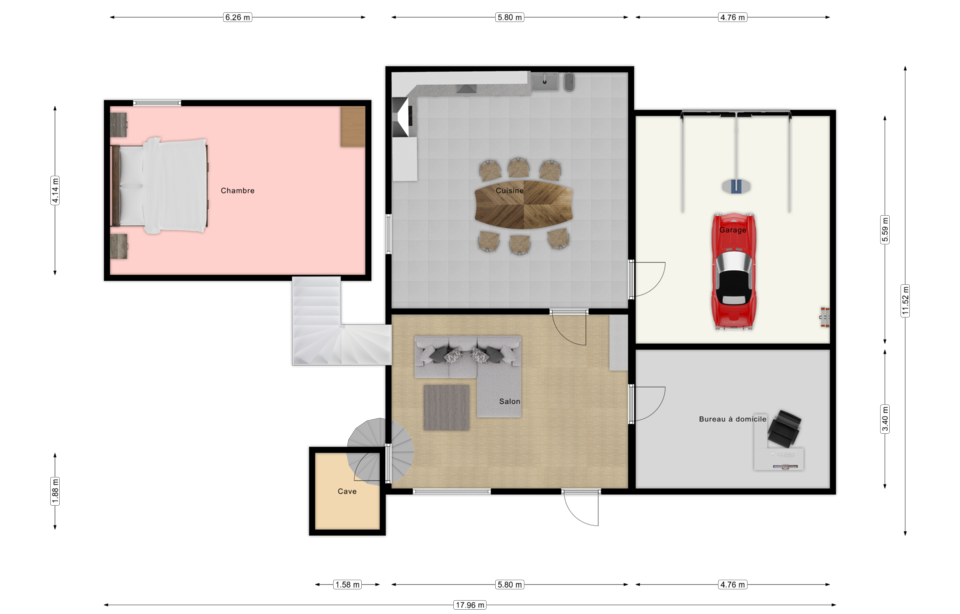 6.26 m
5.80 m
4.76 m
4.14 m
Chambre
Cuisine
Garage
5.59 m
11.52 m
Salon
Bureau à domicile
3.40 m
Cave
1.88 m
1.58 m
5.80 m
4.76 m
17.96 m